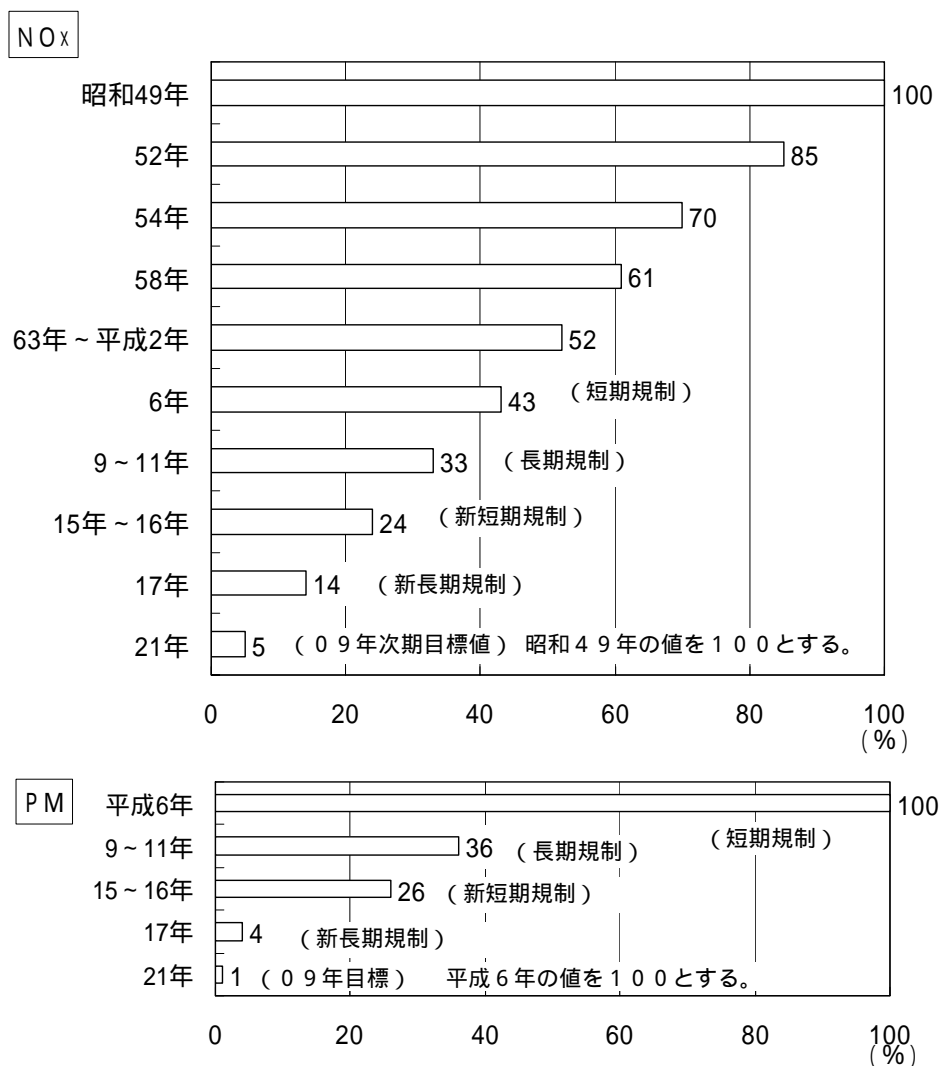 NOx
昭和49年 100
52年 85
54年 70
58年 61
63年～平成2年 52
6年 43 （短期規制）
9～11年 33 （長期規制）
15年～16年 24 （新短期規制）
17年 14 （新長期規制）
21年 5 （０９年次期目標値） 昭和４９年の値を１００とする。
0 20 40 60 80 100
(%)
PM
平成6年 100
（短期規制）
9～11年 36 （長期規制）
15～16年 26 （新短期規制）
17年 4 （新長期規制）
21年 1 （０９年目標） 平成６年の値を１００とする。
0 20 40 60 80 100
(%)